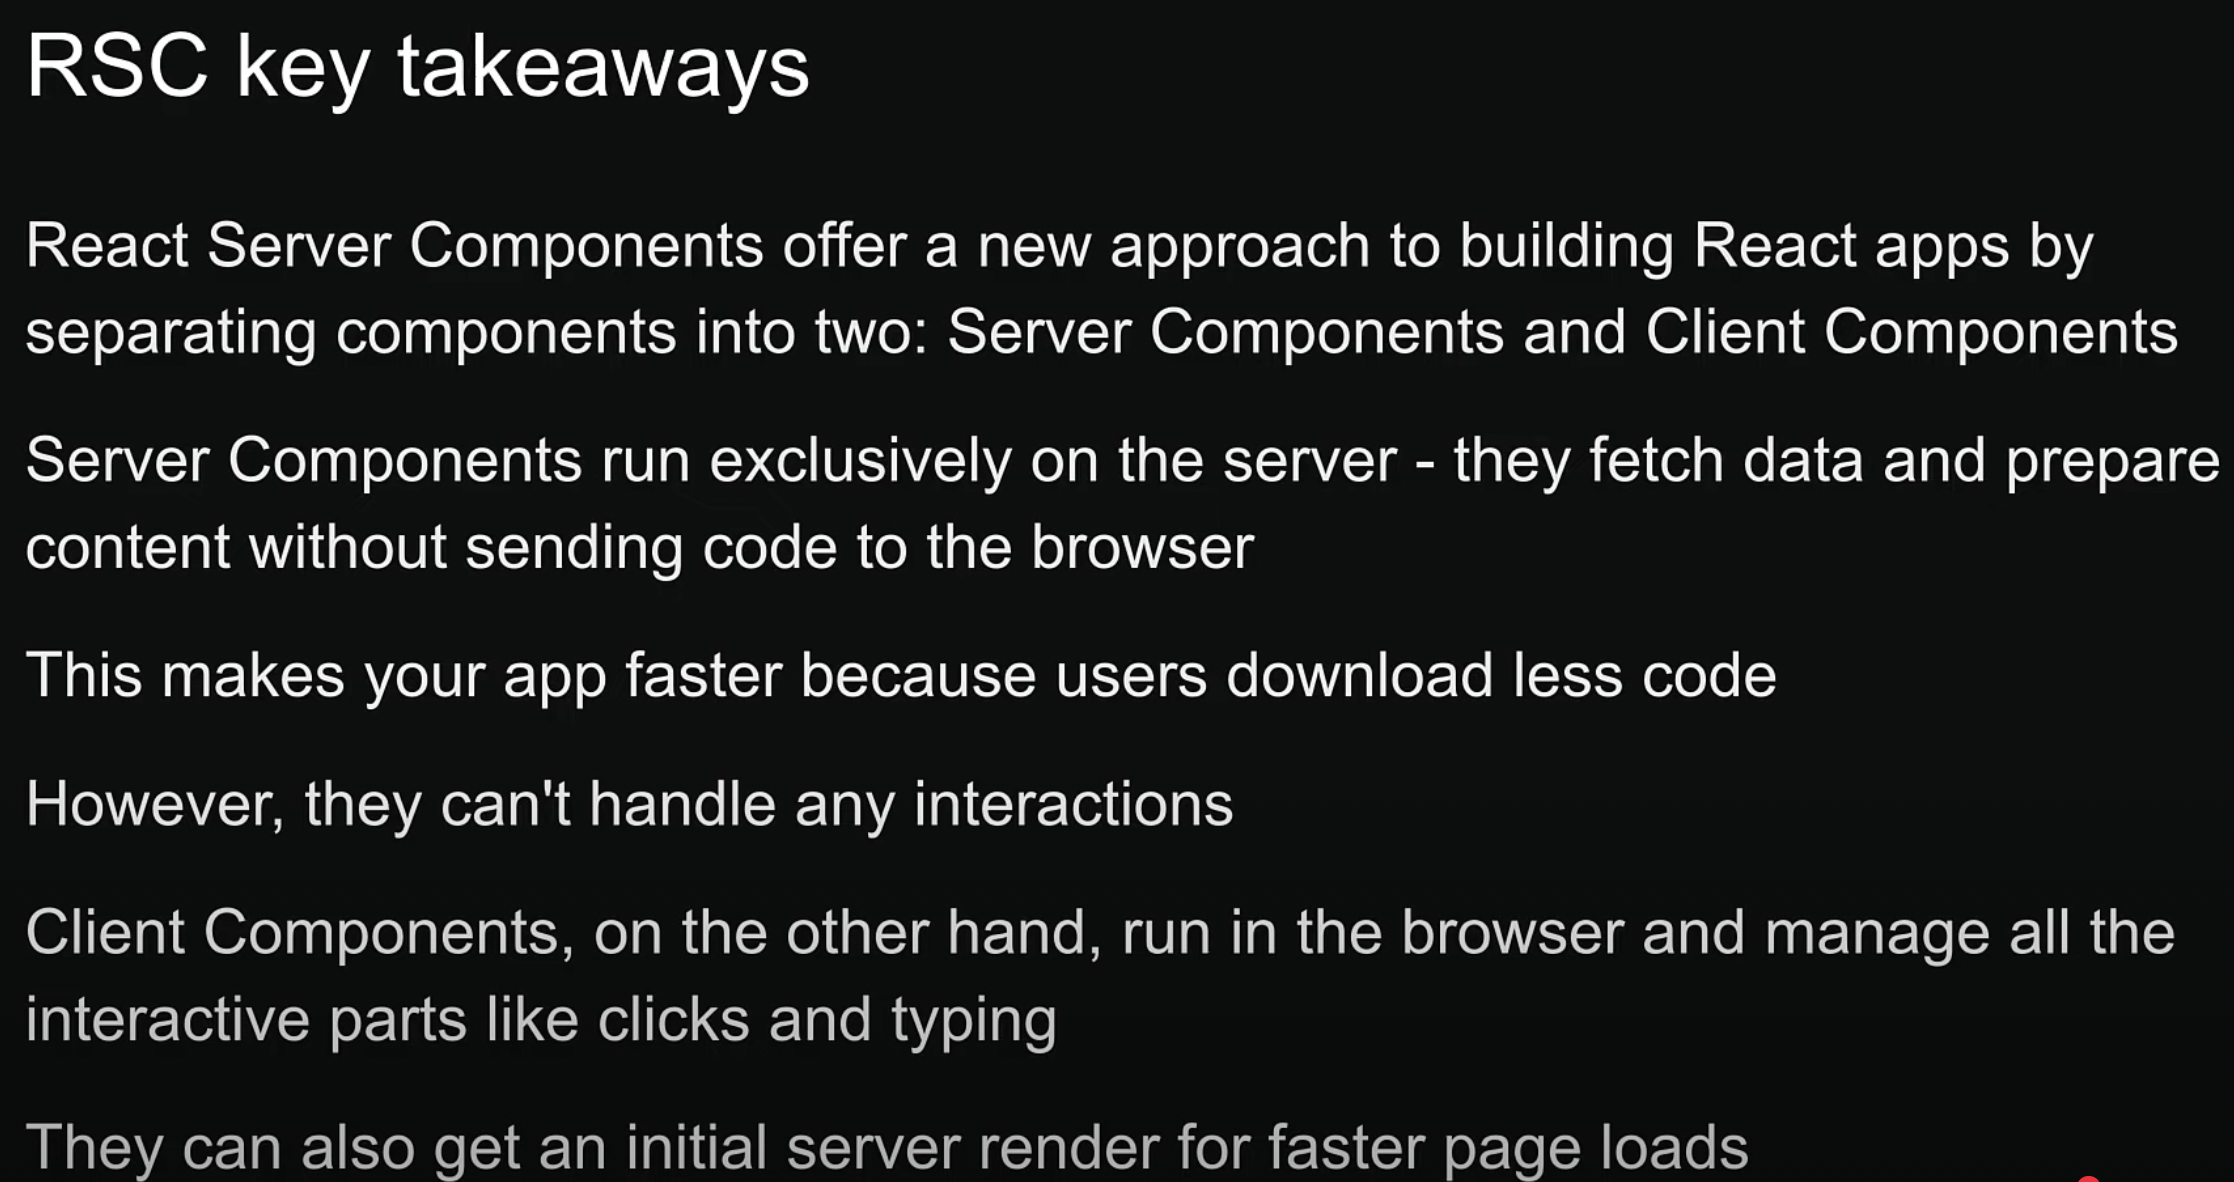 RSC key takeaways
React Server Components offer a new approach to building React apps by
separating components into two: Server Components and Client Components
Server Components run exclusively on the server - they fetch data and prepare
content without sending code to the browser
This makes your app faster because users download less code
However, they can't handle any interactions
Client Components, on the other hand, run in the browser and manage all the
interactive parts like clicks and typing
They can also get an initial server render for faster page loads